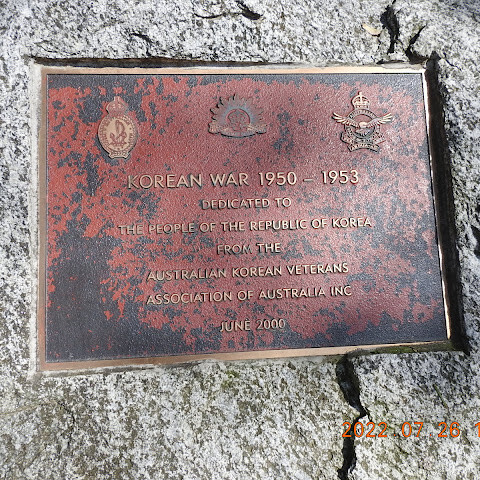 KOREAN WAR 1950 – 1953
DEDICATED TO
THE PEOPLE OF THE REPUBLIC OF KOREA
FROM THE
AUSTRALIAN KOREAN VETERANS
ASSOCIATION OF AUSTRALIA INC
JUNE 2000
2022 07 26 1